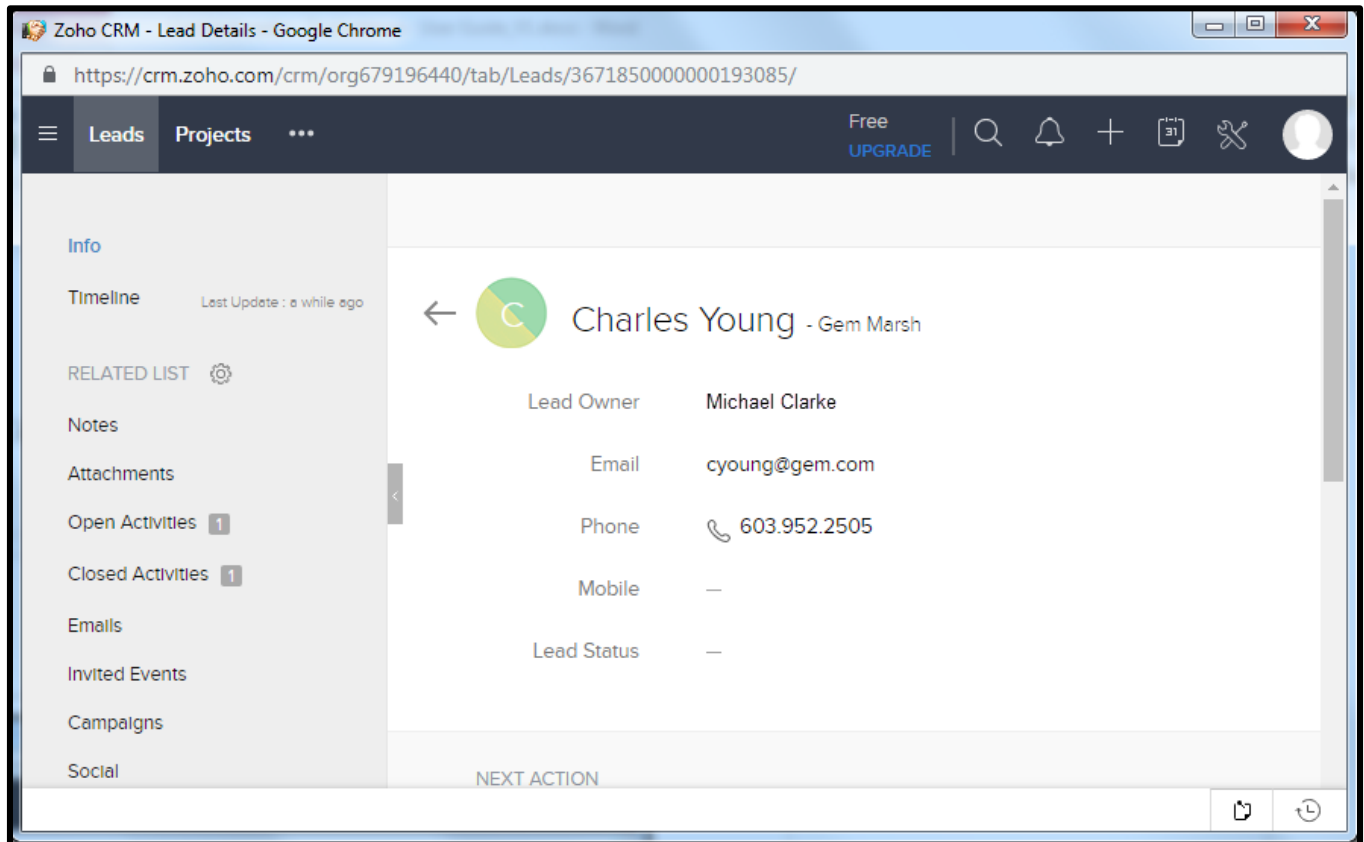 Zoho CRM - Lead Details - Google Chrome
https://crm.zoho.com/crm/org679196440/tab/Leads/3671850000000193085/
Leads Projects ••• Free
UPGRADE
31
Info
Timeline Last Update : a while ago
RELATED LIST
Notes
Attachments
Open Activities 1
Closed Activities 1
Emails
Invited Events
Campaigns
Social
C Charles Young - Gem Marsh
Lead Owner Michael Clarke
Email cyoung@gem.com
Phone 603.952.2505
Mobile —
Lead Status —
NEXT ACTION